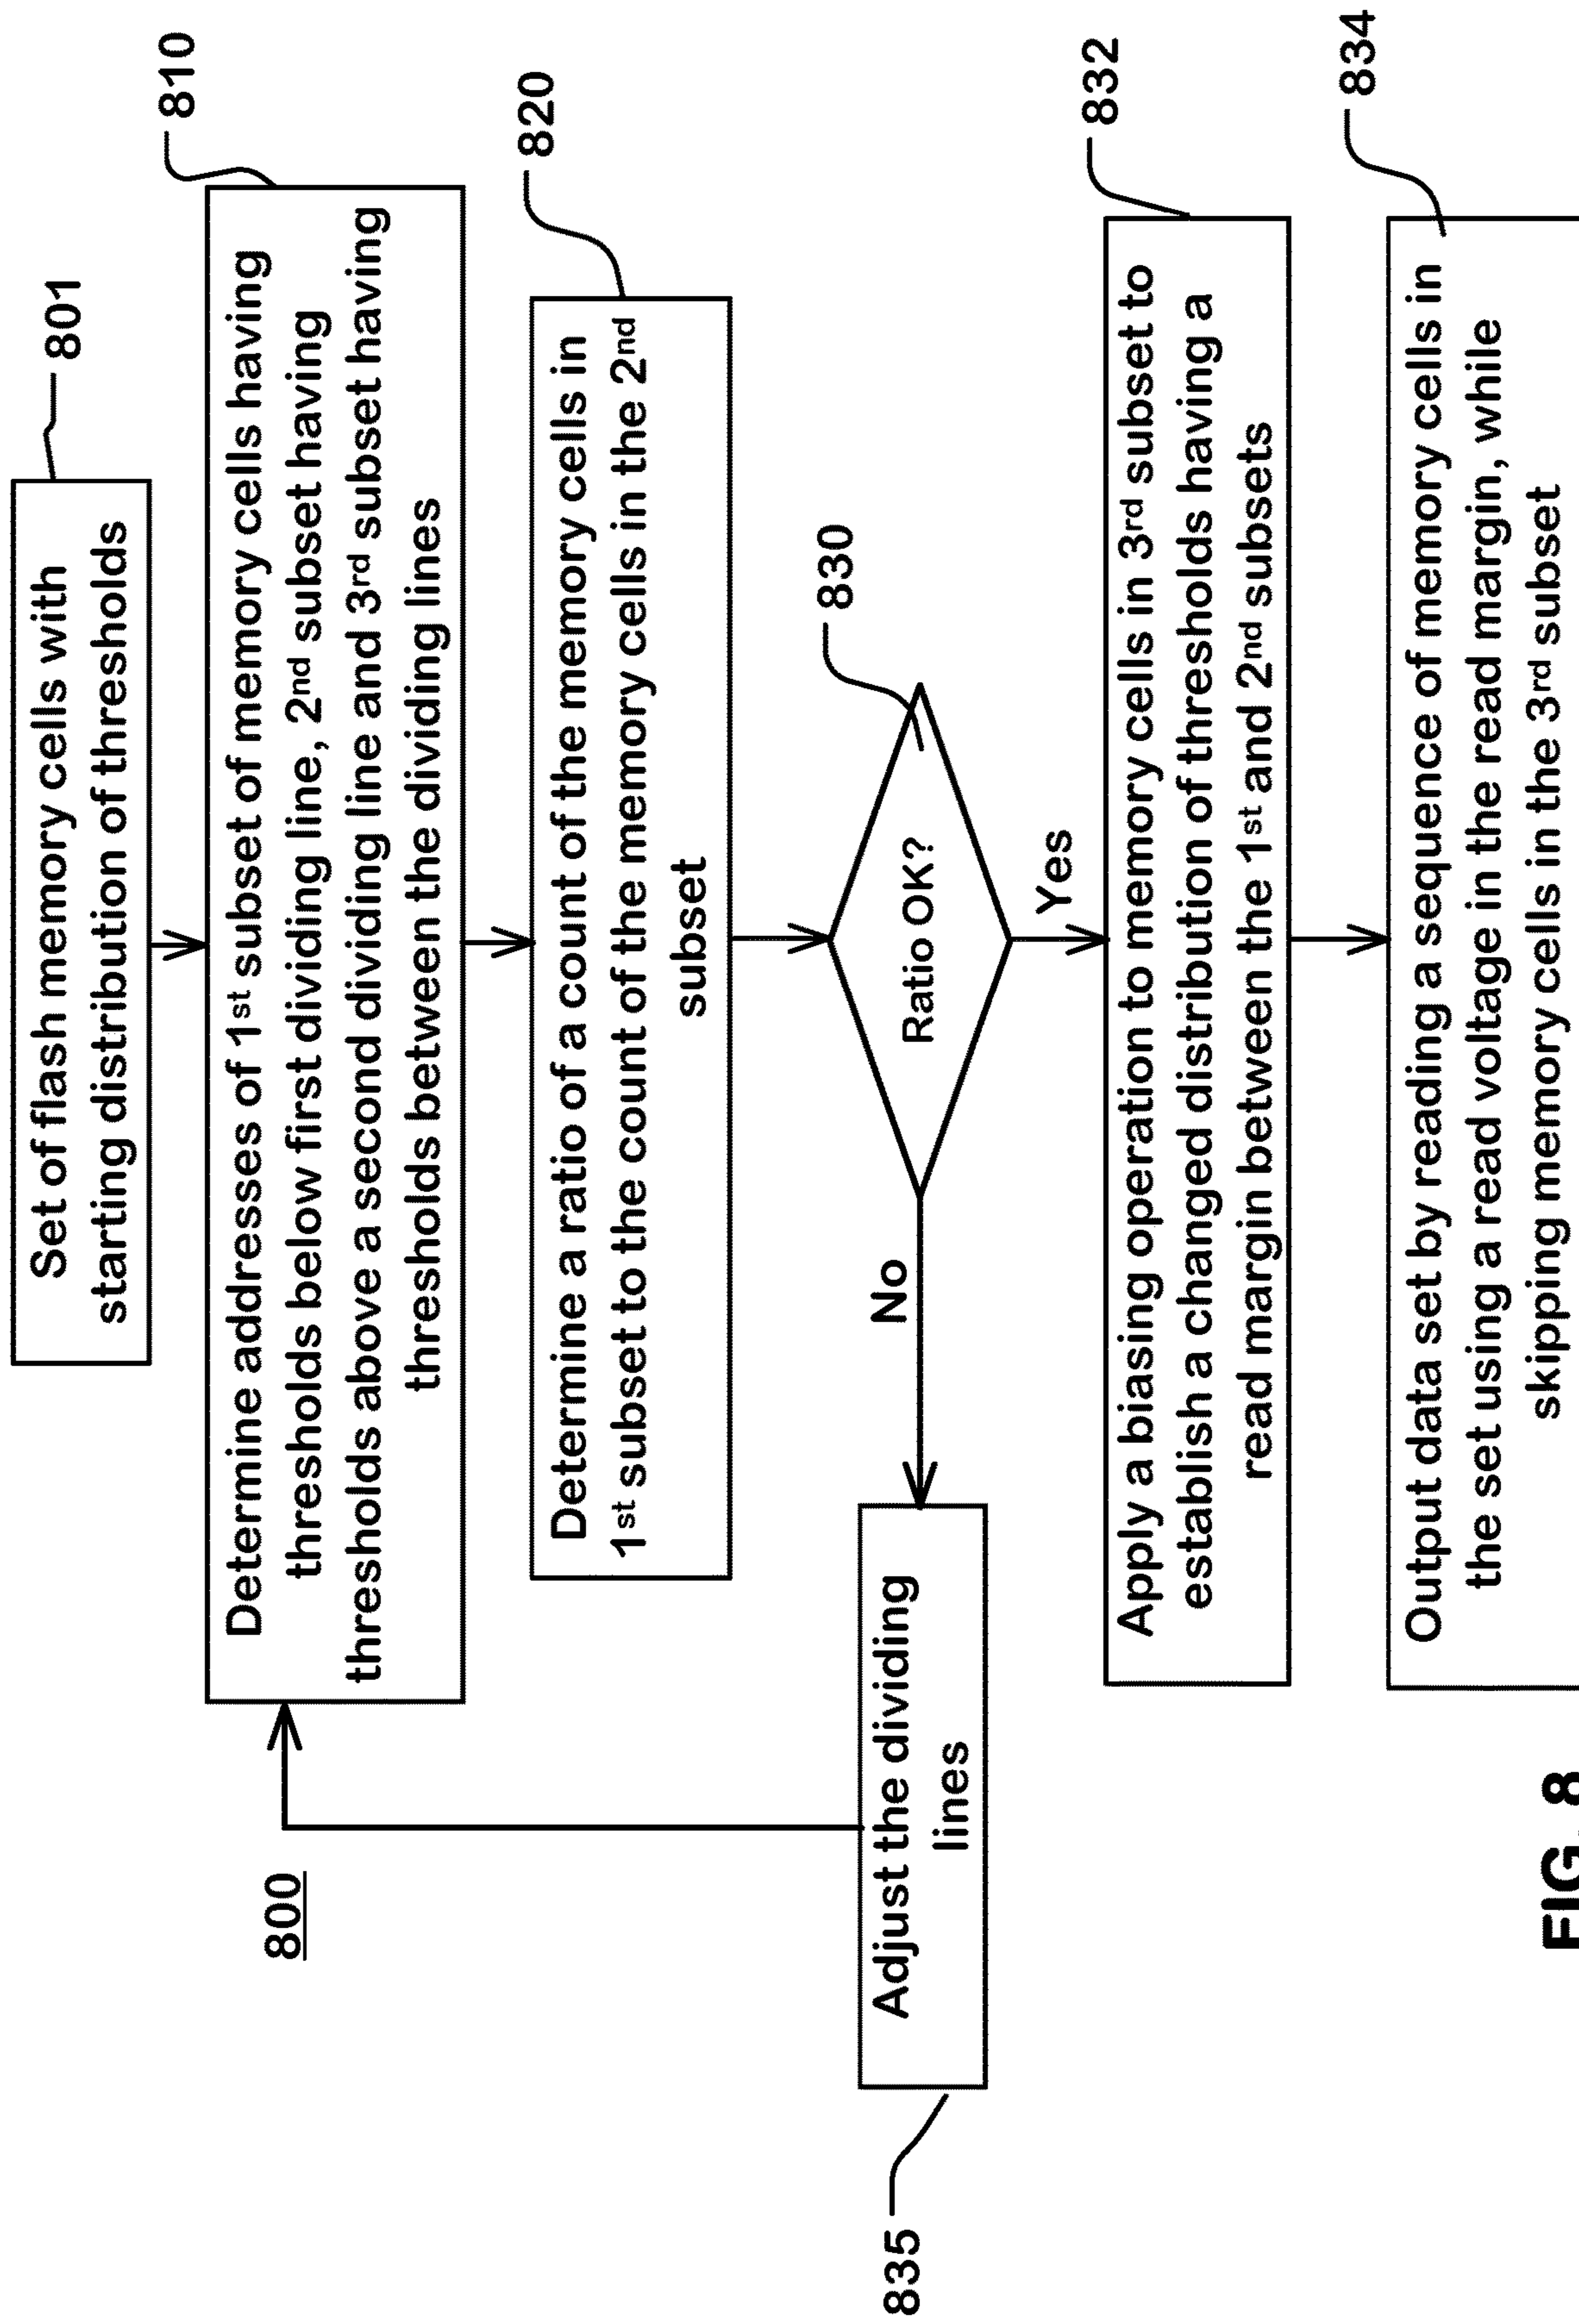 801
Set of flash memory cells with
starting distribution of thresholds
810
Determine addresses of 1st subset of memory cells having
thresholds below first dividing line, 2nd subset having
thresholds above a second dividing line and 3rd subset having
thresholds between the dividing lines
800
820
Determine a ratio of a count of the memory cells in
1st subset to the count of the memory cells in the 2nd
subset
830
Ratio OK?
No
Yes
835
Adjust the dividing
lines
832
Apply a biasing operation to memory cells in 3rd subset to
establish a changed distribution of thresholds having a
read margin between the 1st and 2nd subsets
834
Output data set by reading a sequence of memory cells in
the set using a read voltage in the read margin, while
skipping memory cells in the 3rd subset
FIG. 8